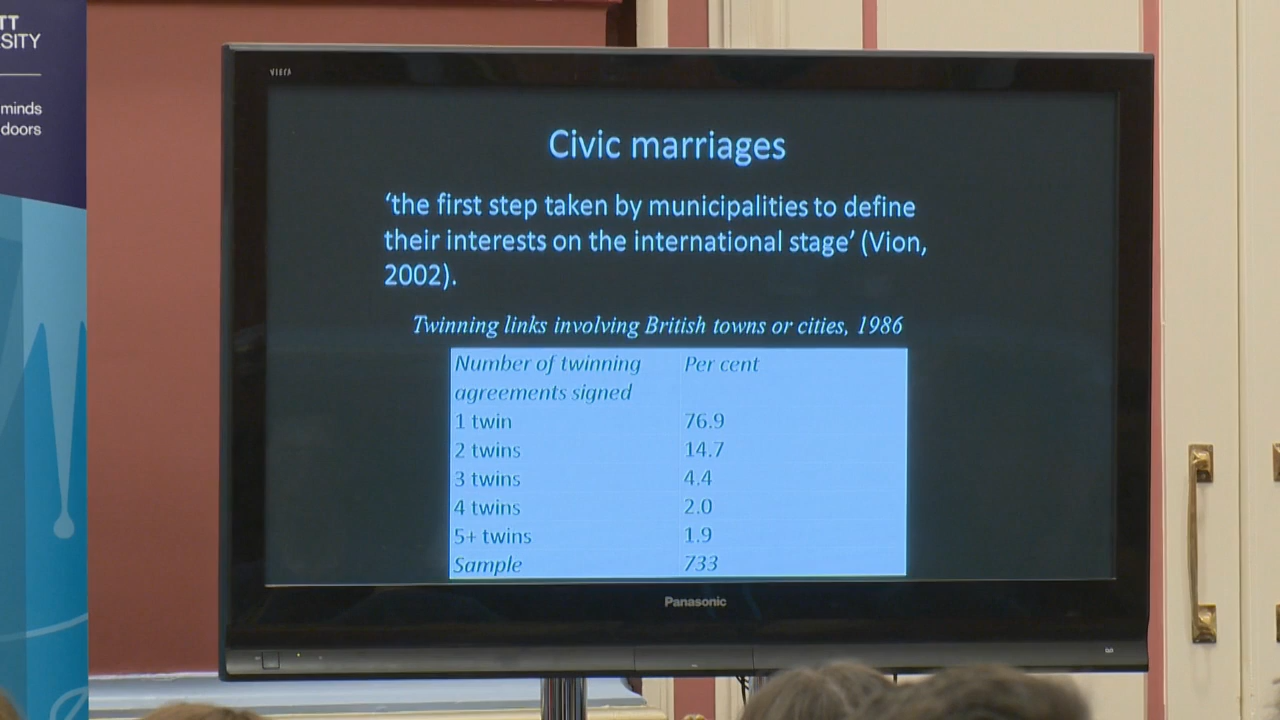 TT
SITY
minds
doors
VIERA
Civic marriages
‘the first step taken by municipalities to define
their interests on the international stage’ (Vion,
2002).
Twinning links involving British towns or cities, 1986
Number of twinning Per cent
agreements signed
1 twin 76.9
2 twins 14.7
3 twins 4.4
4 twins 2.0
5+ twins 1.9
Sample 733
Panasonic